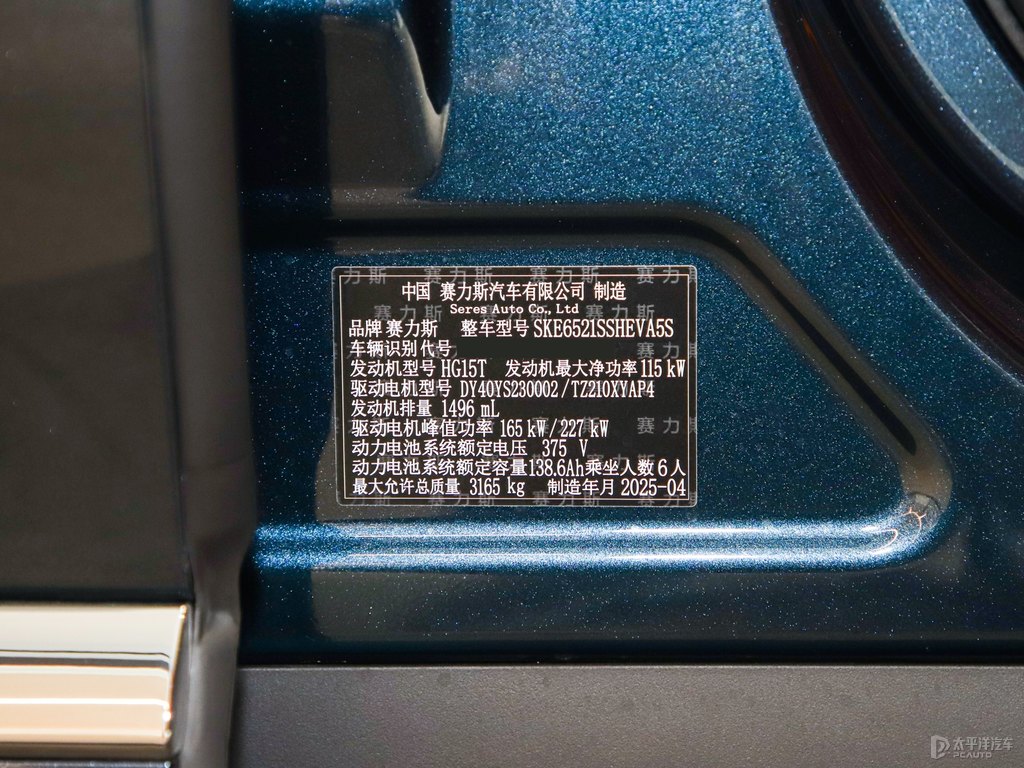 中国 赛力斯汽车有限公司 制造
Seres Auto Co., Ltd
品牌 赛力斯 整车型号 SKE6521SSHEVA5S
车辆识别代号
发动机型号 HG15T 发动机最大净功率 115 kW
驱动电机型号 DY40YS230002/TZ210XYAP4
发动机排量 1496 mL
驱动电机峰值功率 165 kW/227 kW
动力电池系统额定电压 375 V
动力电池系统额定容量138.6Ah乘坐人数 6 人
最大允许总质量 3165 kg 制造年月 2025-04
太平洋汽车
PCAUTO